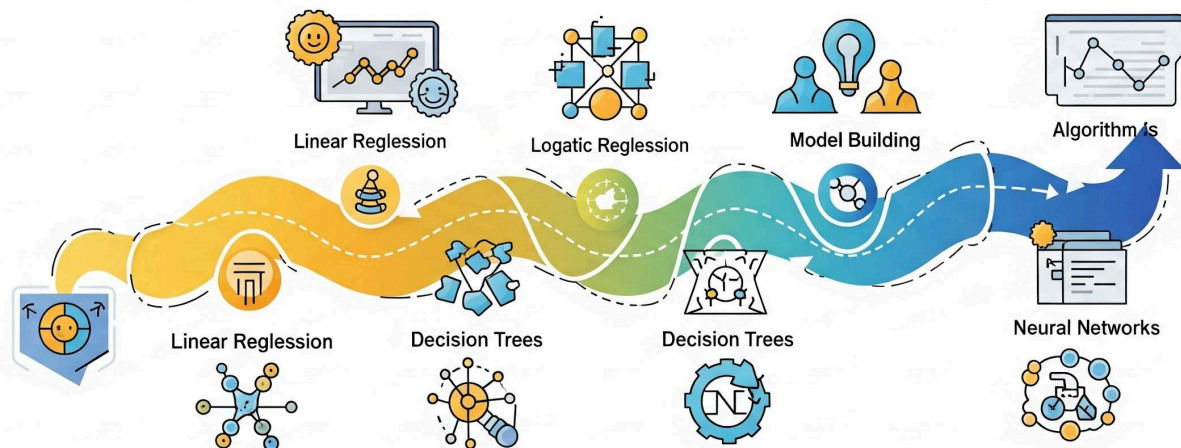 Linear Reglession
Logatic Reglession
Model Building
Algorithm is
Linear Reglession
Decision Trees
Decision Trees
Neural Networks
N